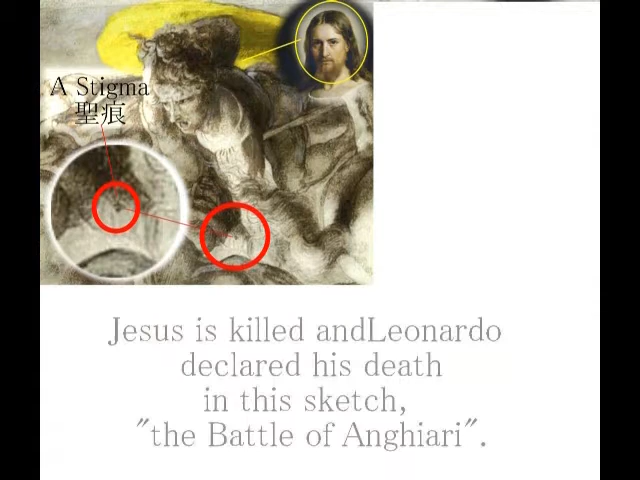 A Stigma
聖痕
Jesus is killed andLeonardo
declared his death
in this sketch,
"the Battle of Anghiari".